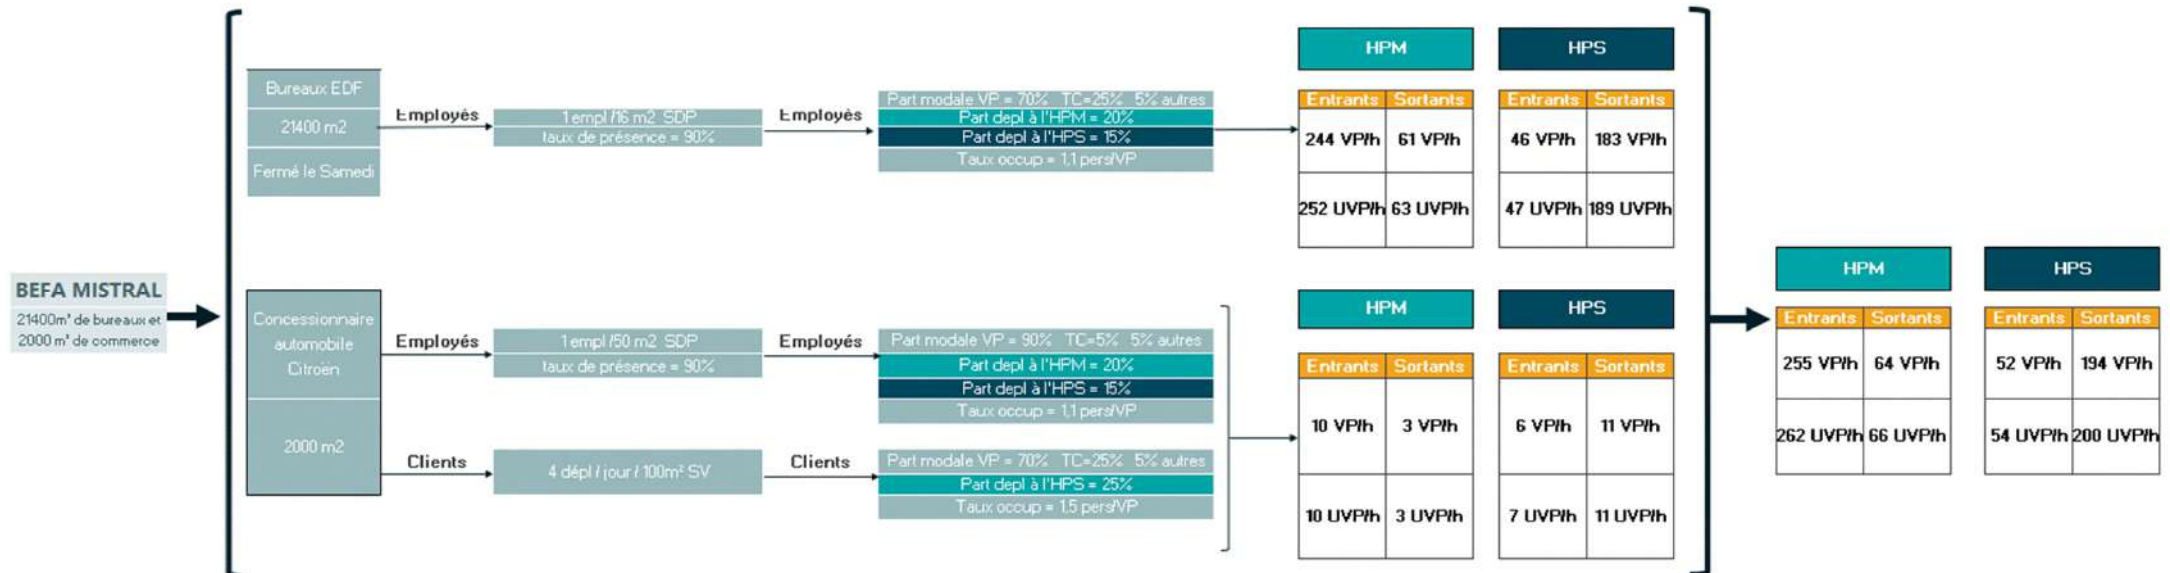 BEFA MISTRAL
21400m² de bureaux et
2000 m² de commerce
Bureaux EDF
21400 m2
Fermé le Samedi
Employés
1 empl /16 m2 SDP
taux de présence = 90%
Employés
Part modale VP = 70% TC=25% 5% autres
Part depl à l'HPM = 20%
Part depl à l'HPS = 15%
Taux occup = 1,1 pers/VP
HPM
Entrants Sortants
244 VP/h 61 VP/h
252 UVP/h 63 UVP/h
HPS
Entrants Sortants
46 VP/h 183 VP/h
47 UVP/h 189 UVP/h
Concessionnaire
automobile
Citroën
2000 m2
Employés
1 empl /50 m2 SDP
taux de présence = 90%
Employés
Part modale VP = 90% TC=5% 5% autres
Part depl à l'HPM = 20%
Part depl à l'HPS = 15%
Taux occup = 1,1 pers/VP
Clients
4 dépl / jour / 100m² SV
Clients
Part modale VP = 70% TC=25% 5% autres
Part depl à l'HPS = 25%
Taux occup = 1,5 pers/VP
HPM
Entrants Sortants
10 VP/h 3 VP/h
10 UVP/h 3 UVP/h
HPS
Entrants Sortants
6 VP/h 11 VP/h
7 UVP/h 11 UVP/h
HPM
Entrants Sortants
255 VP/h 64 VP/h
262 UVP/h 66 UVP/h
HPS
Entrants Sortants
52 VP/h 194 VP/h
54 UVP/h 200 UVP/h